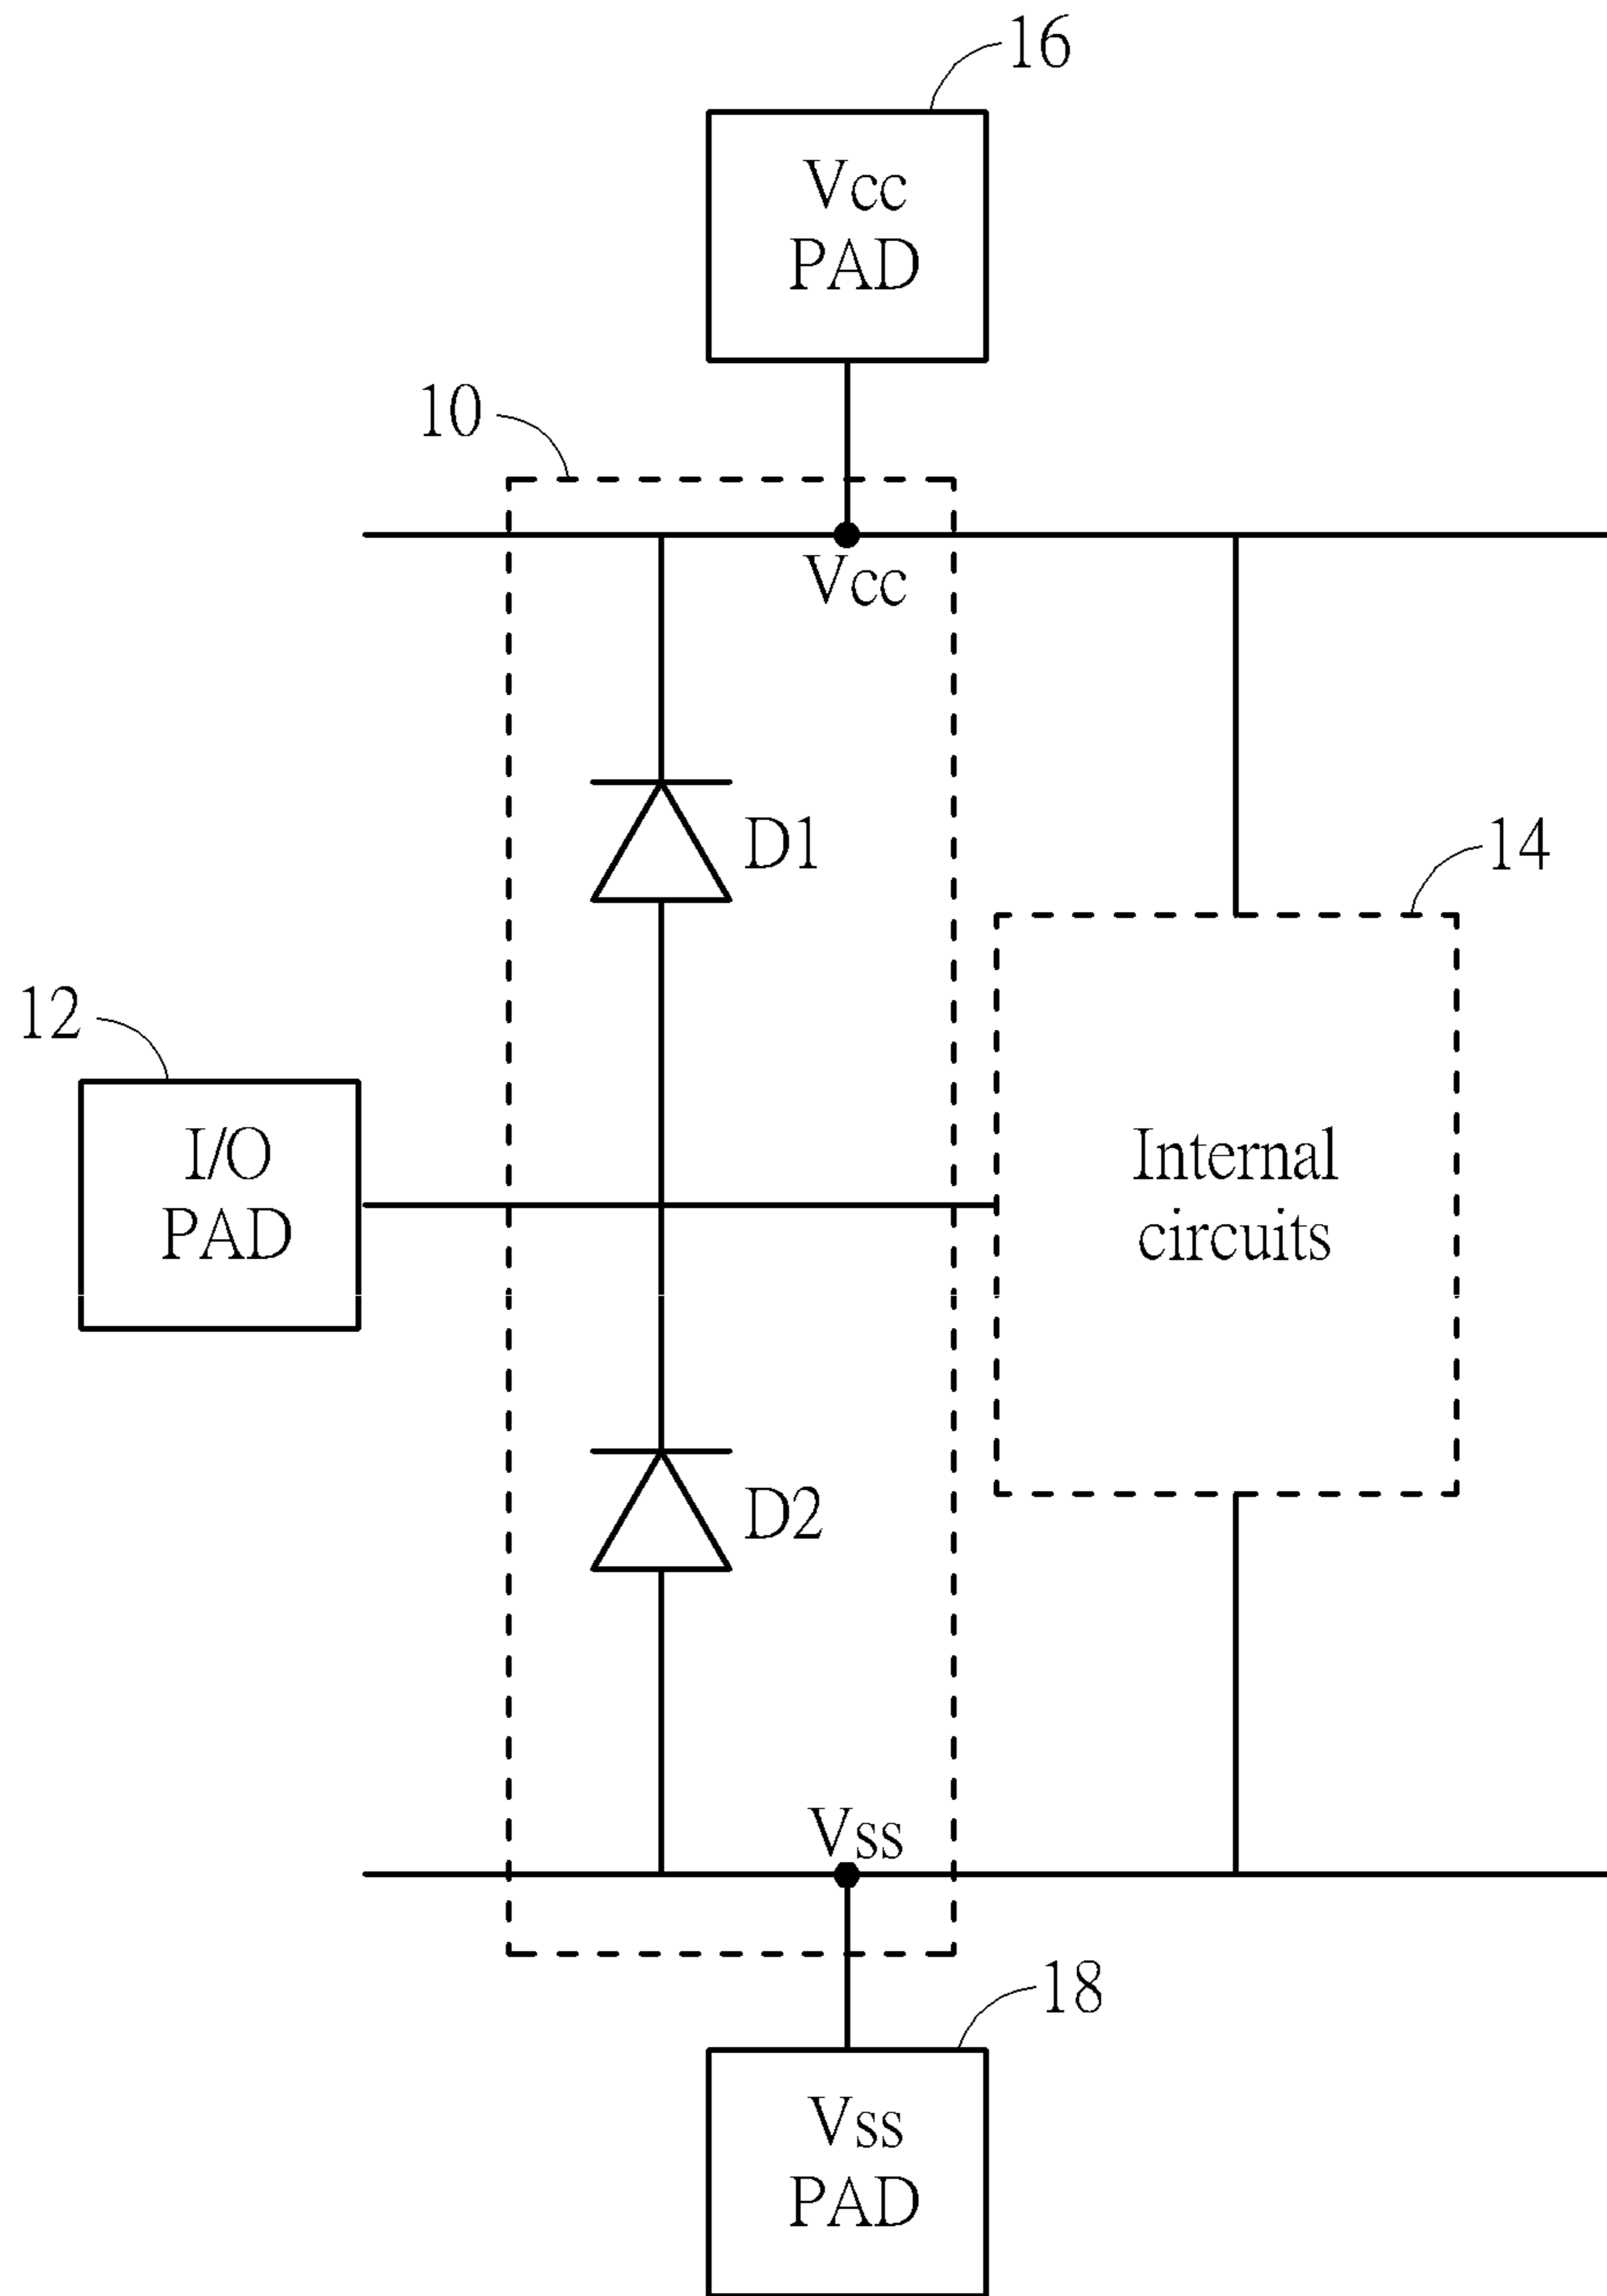 16
Vcc
PAD
10
Vcc
D1
14
12
I/O
PAD
Internal
circuits
D2
Vss
18
Vss
PAD